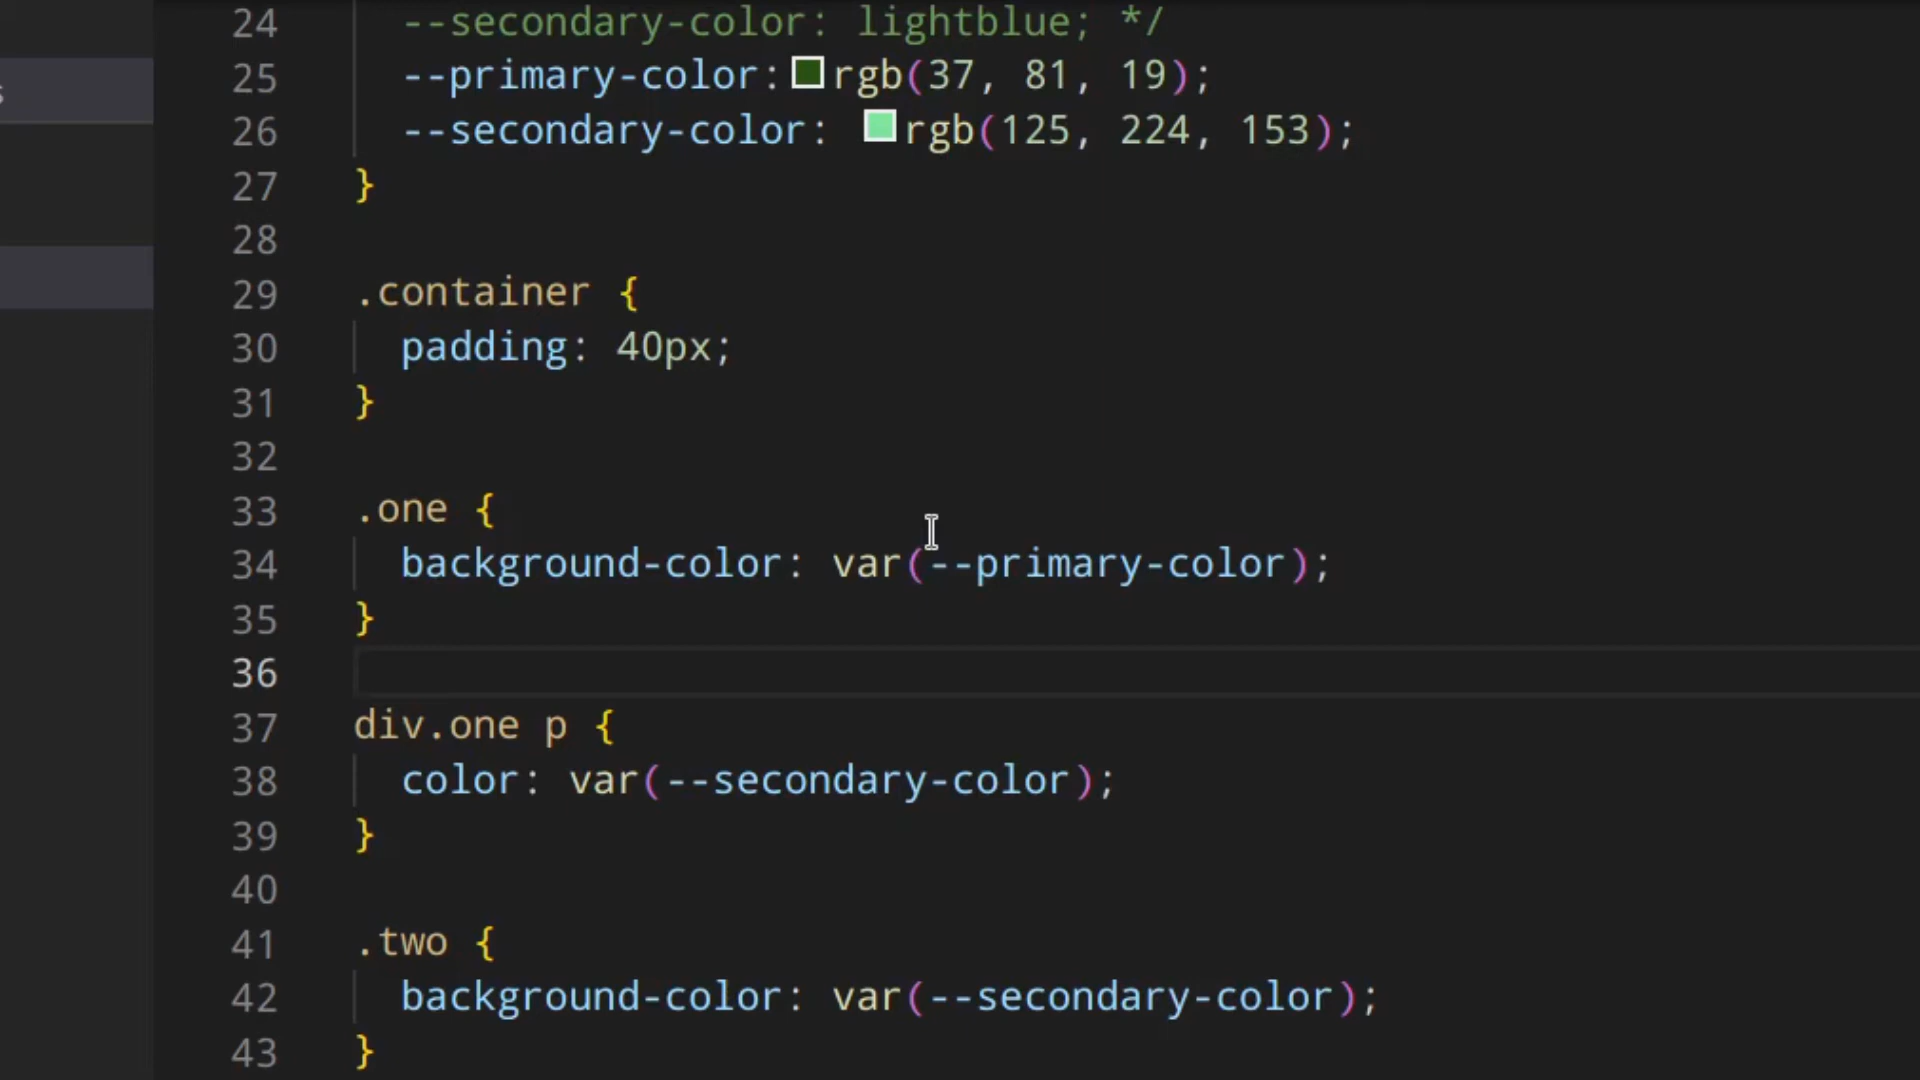 24 --secondary-color: lightblue; */
25 --primary-color: rgb(37, 81, 19);
26 --secondary-color: rgb(125, 224, 153);
27 }
28
29 .container {
30 padding: 40px;
31 }
32
33 .one {
34 background-color: var(--primary-color);
35 }
36
37 div.one p {
38 color: var(--secondary-color);
39 }
40
41 .two {
42 background-color: var(--secondary-color);
43 }